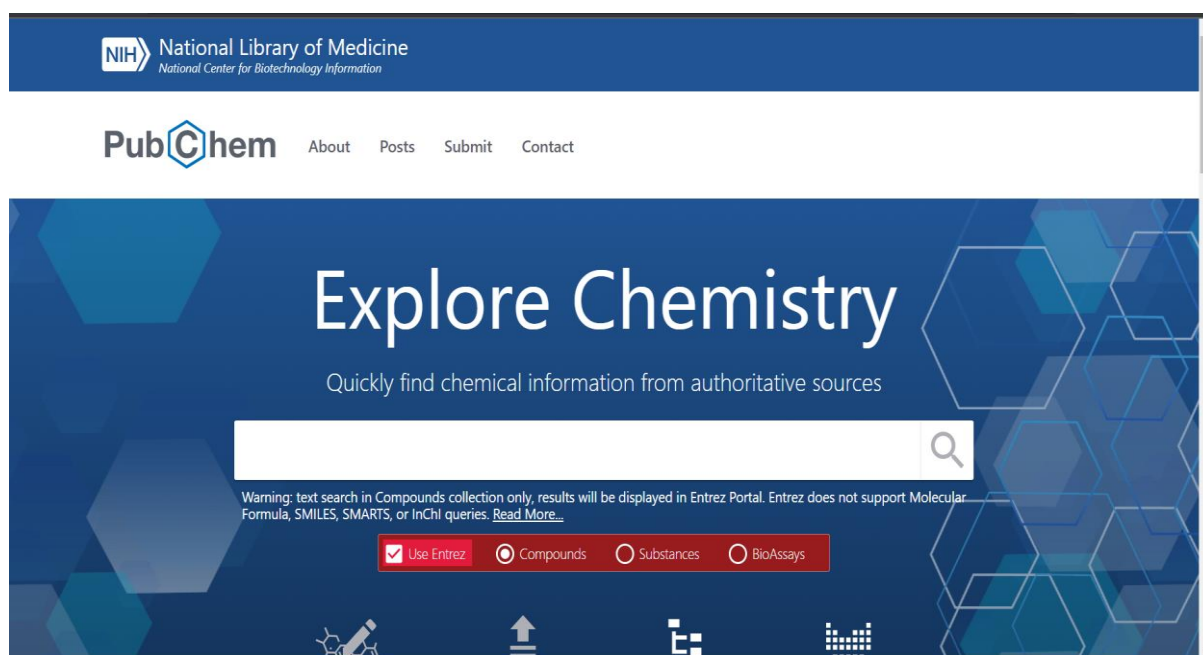 NIH National Library of Medicine
National Center for Biotechnology Information
PubChem About Posts Submit Contact
Explore Chemistry
Quickly find chemical information from authoritative sources
Warning: text search in Compounds collection only, results will be displayed in Entrez Portal. Entrez does not support Molecular
Formula, SMILES, SMARTS, or InChI queries. Read More...
Use Entrez Compounds Substances BioAssays